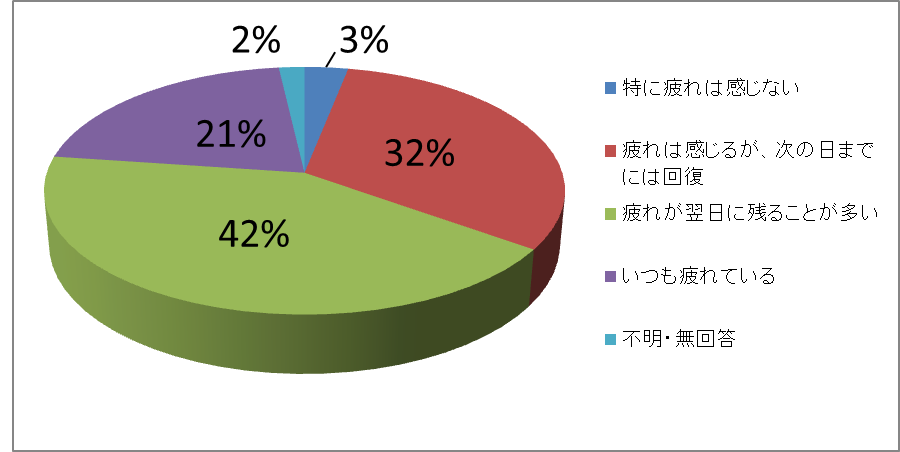 2%
3%
32%
21%
42%
特に疲れは感じない
疲れは感じるが、次の日まで
には回復
疲れが翌日に残ることが多い
いつも疲れている
不明・無回答